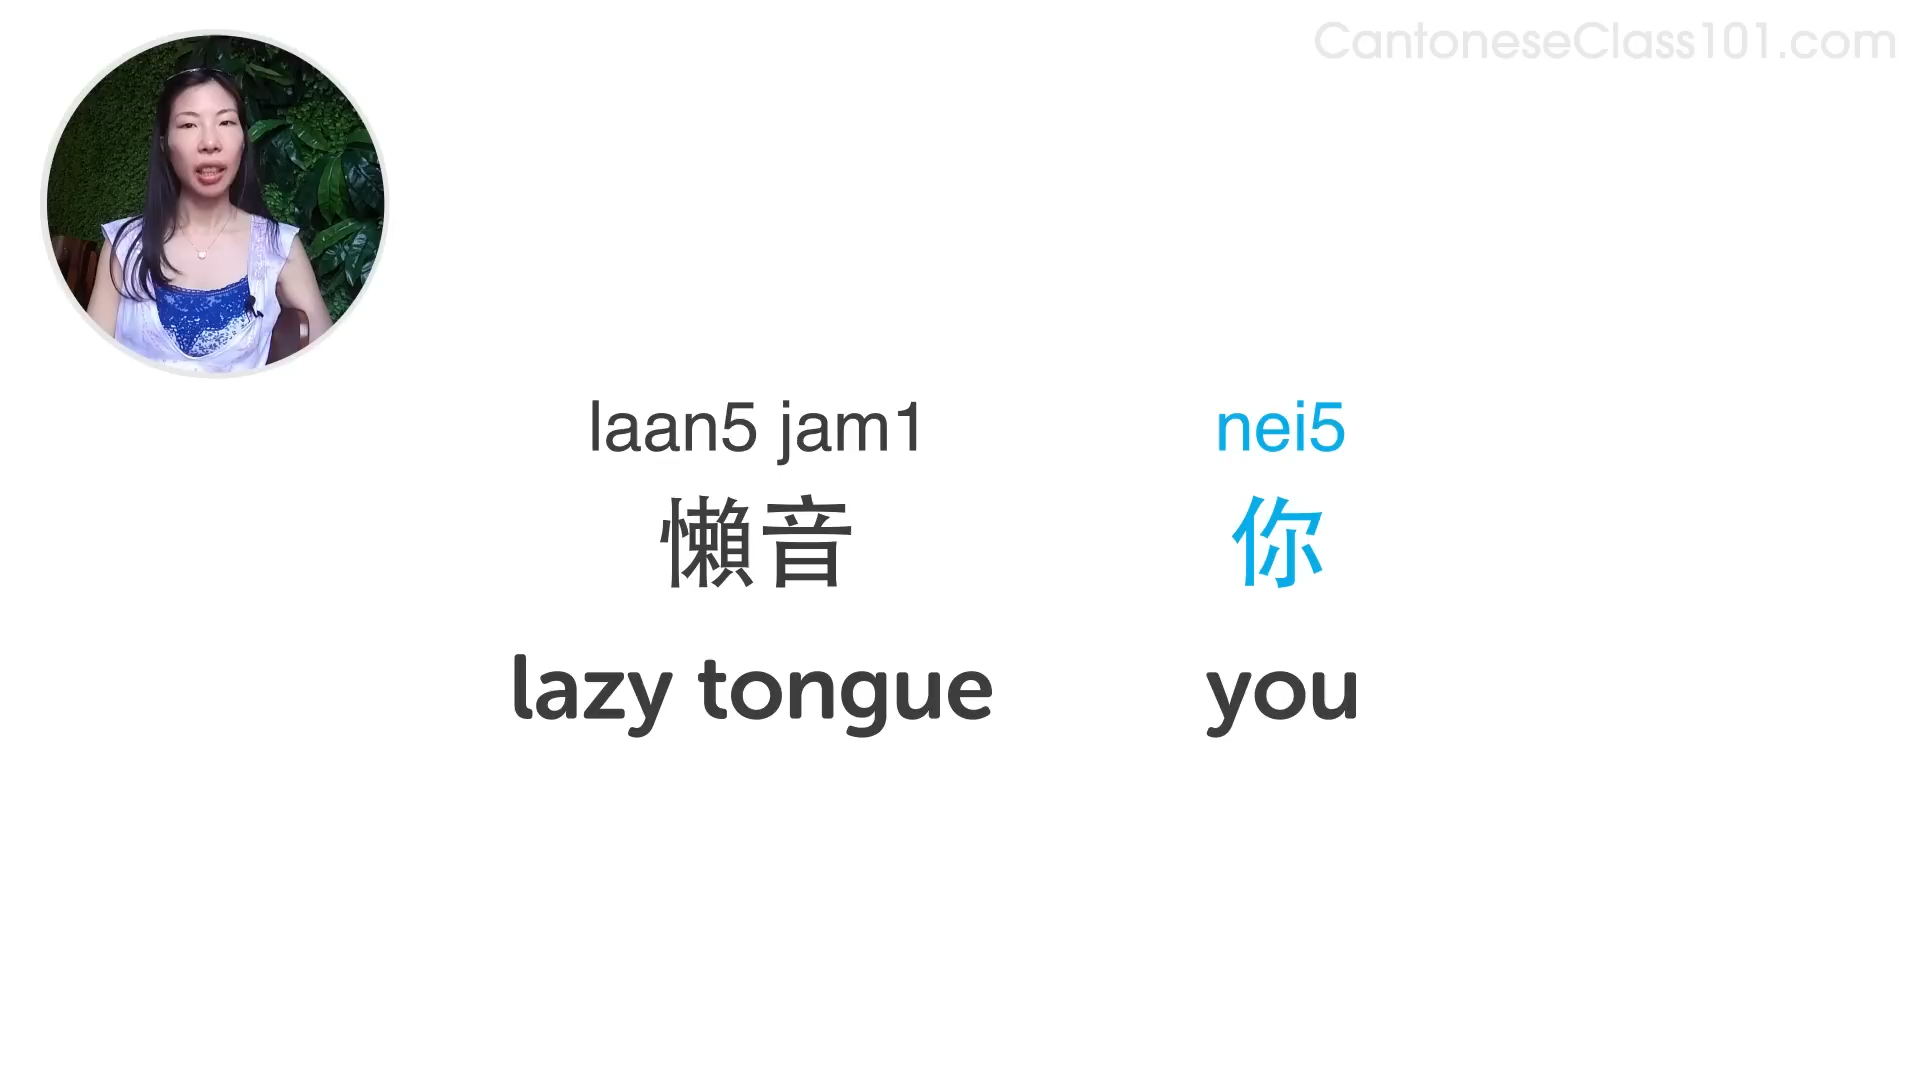 CantoneseClass101.com
laan5 jam1 nei5
懶音 你
lazy tongue you